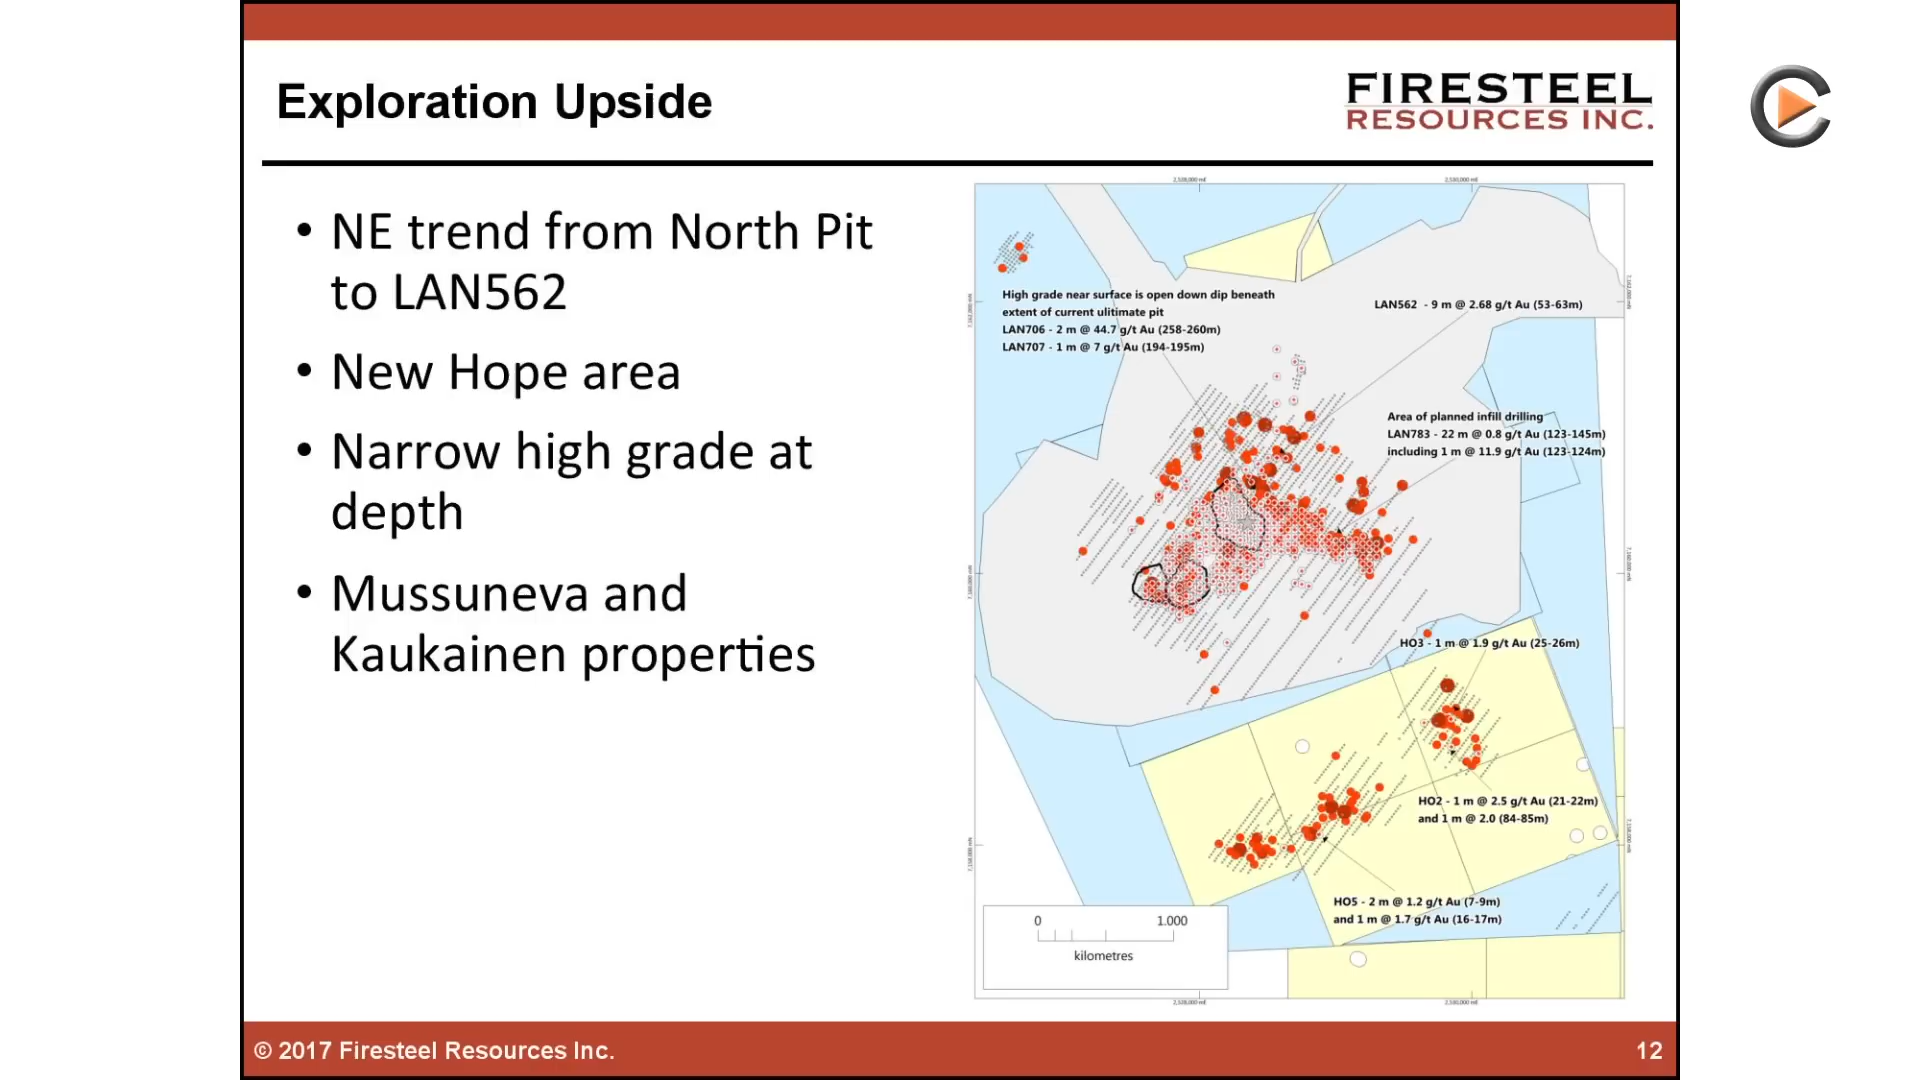 Exploration Upside
FIRESTEEL
RESOURCES INC.
• NE trend from North Pit
to LAN562
• New Hope area
• Narrow high grade at
depth
• Mussuneva and
Kaukainen properties
High grade near surface is open down dip beneath
extent of current ulitimate pit
LAN706 - 2 m @ 44.7 g/t Au (258-260m)
LAN707 - 1 m @ 7 g/t Au (194-195m)
LAN562 - 9 m @ 2.68 g/t Au (53-63m)
Area of planned infill drilling
LAN783 - 22 m @ 0.8 g/t Au (123-145m)
including 1 m @ 11.9 g/t Au (123-124m)
HO3 - 1 m @ 1.9 g/t Au (25-26m)
HO2 - 1 m @ 2.5 g/t Au (21-22m)
and 1 m @ 2.0 (84-85m)
HO5 - 2 m @ 1.2 g/t Au (7-9m)
and 1 m @ 1.7 g/t Au (16-17m)
0 1.000
kilometres
© 2017 Firesteel Resources Inc.
12